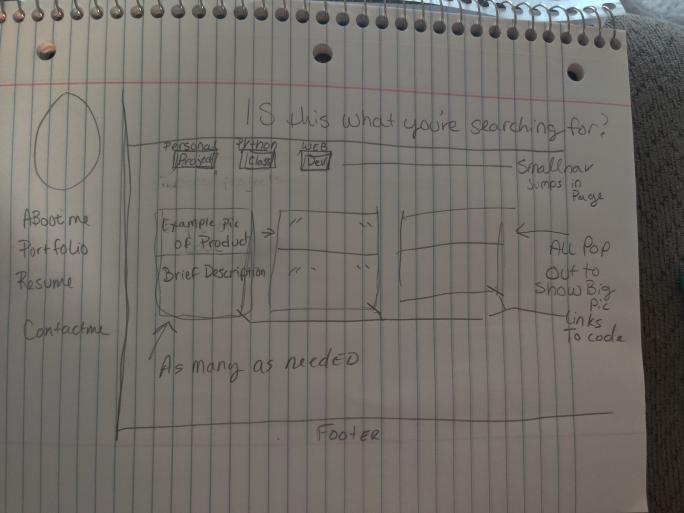 IS this what you're searching for?
Personal Python WEB
Project Class Dev
Small nav
Jumps in
Page
ABout me
Portfolio
Resume
Contact me
Example Pic
of Product
Brief Description
" "
" "
All Pop
out to
Show Big
Pic
Links
To code
As many as needed
Footer